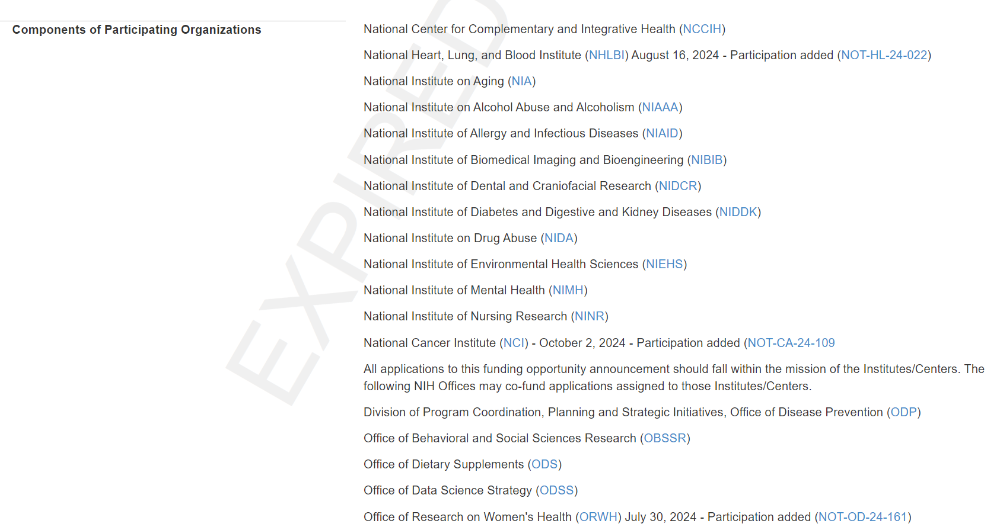 Components of Participating Organizations
National Center for Complementary and Integrative Health (NCCIH)
National Heart, Lung, and Blood Institute (NHLBI) August 16, 2024 - Participation added (NOT-HL-24-022)
National Institute on Aging (NIA)
National Institute on Alcohol Abuse and Alcoholism (NIAAA)
National Institute of Allergy and Infectious Diseases (NIAID)
National Institute of Biomedical Imaging and Bioengineering (NIBIB)
National Institute of Dental and Craniofacial Research (NIDCR)
National Institute of Diabetes and Digestive and Kidney Diseases (NIDDK)
National Institute on Drug Abuse (NIDA)
National Institute of Environmental Health Sciences (NIEHS)
National Institute of Mental Health (NIMH)
National Institute of Nursing Research (NINR)
National Cancer Institute (NCI) - October 2, 2024 - Participation added (NOT-CA-24-109
All applications to this funding opportunity announcement should fall within the mission of the Institutes/Centers. The
following NIH Offices may co-fund applications assigned to those Institutes/Centers.
Division of Program Coordination, Planning and Strategic Initiatives, Office of Disease Prevention (ODP)
Office of Behavioral and Social Sciences Research (OBSSR)
Office of Dietary Supplements (ODS)
Office of Data Science Strategy (ODSS)
Office of Research on Women's Health (ORWH) July 30, 2024 - Participation added (NOT-OD-24-161)
EXPIRED